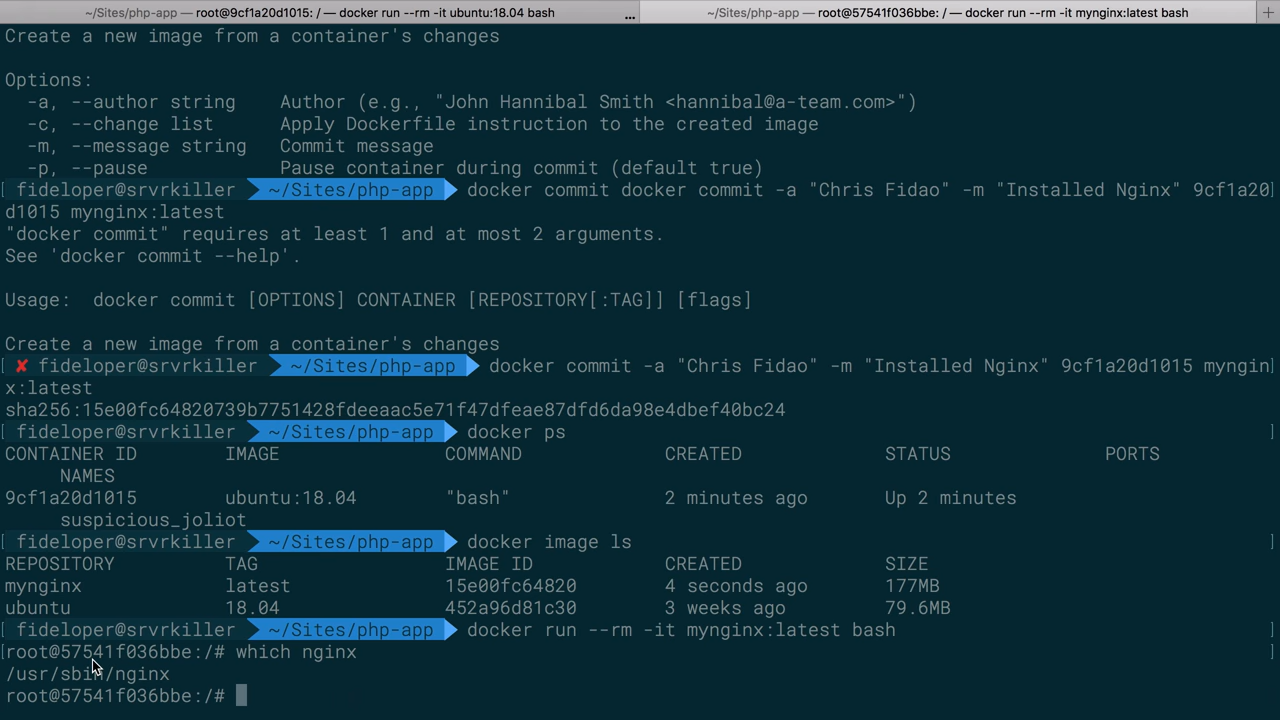 ~/Sites/php-app — root@9cf1a20d1015: / — docker run --rm -it ubuntu:18.04 bash ... ~/Sites/php-app — root@57541f036bbe: / — docker run --rm -it mynginx:latest bash +
Create a new image from a container's changes
Options:
-a, --author string Author (e.g., "John Hannibal Smith <hannibal@a-team.com>")
-c, --change list Apply Dockerfile instruction to the created image
-m, --message string Commit message
-p, --pause Pause container during commit (default true)
[ fideloper@srvrkiller ~/Sites/php-app docker commit docker commit -a "Chris Fidao" -m "Installed Nginx" 9cf1a20]
d1015 mynginx:latest
"docker commit" requires at least 1 and at most 2 arguments.
See 'docker commit --help'.
Usage: docker commit [OPTIONS] CONTAINER [REPOSITORY[:TAG]] [flags]
Create a new image from a container's changes
[ ✘ fideloper@srvrkiller ~/Sites/php-app docker commit -a "Chris Fidao" -m "Installed Nginx" 9cf1a20d1015 myngin]
x:latest
sha256:15e00fc64820739b7751428fdeeaac5e71f47dfeae87dfd6da98e4dbef40bc24
[ fideloper@srvrkiller ~/Sites/php-app docker ps ]
CONTAINER ID IMAGE COMMAND CREATED STATUS PORTS
NAMES
9cf1a20d1015 ubuntu:18.04 "bash" 2 minutes ago Up 2 minutes
suspicious_joliot
[ fideloper@srvrkiller ~/Sites/php-app docker image ls ]
REPOSITORY TAG IMAGE ID CREATED SIZE
mynginx latest 15e00fc64820 4 seconds ago 177MB
ubuntu 18.04 452a96d81c30 3 weeks ago 79.6MB
[ fideloper@srvrkiller ~/Sites/php-app docker run --rm -it mynginx:latest bash ]
[root@57541f036bbe:/# which nginx ]
/usr/sbin/nginx
root@57541f036bbe:/#